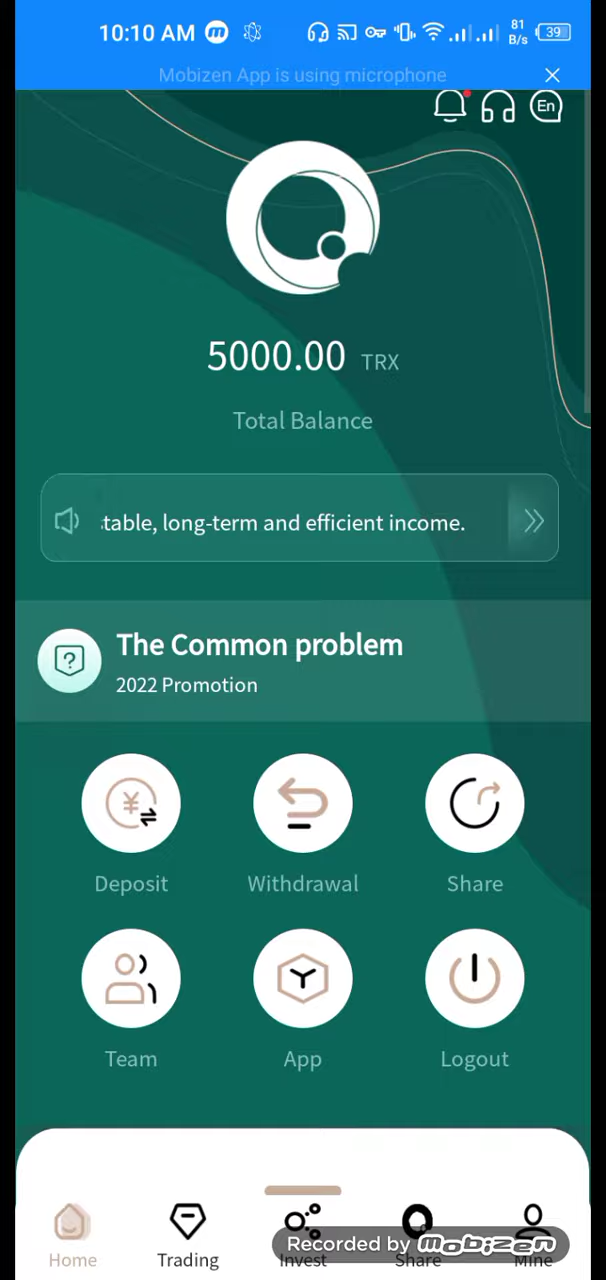 10:10 AM
81
B/s
39
Mobizen App is using microphone
En
5000.00 TRX
Total Balance
table, long-term and efficient income.
The Common problem
2022 Promotion
Deposit
Withdrawal
Share
Team
App
Logout
Recorded by mobizen
Home
Trading
Invest
Share
Mine